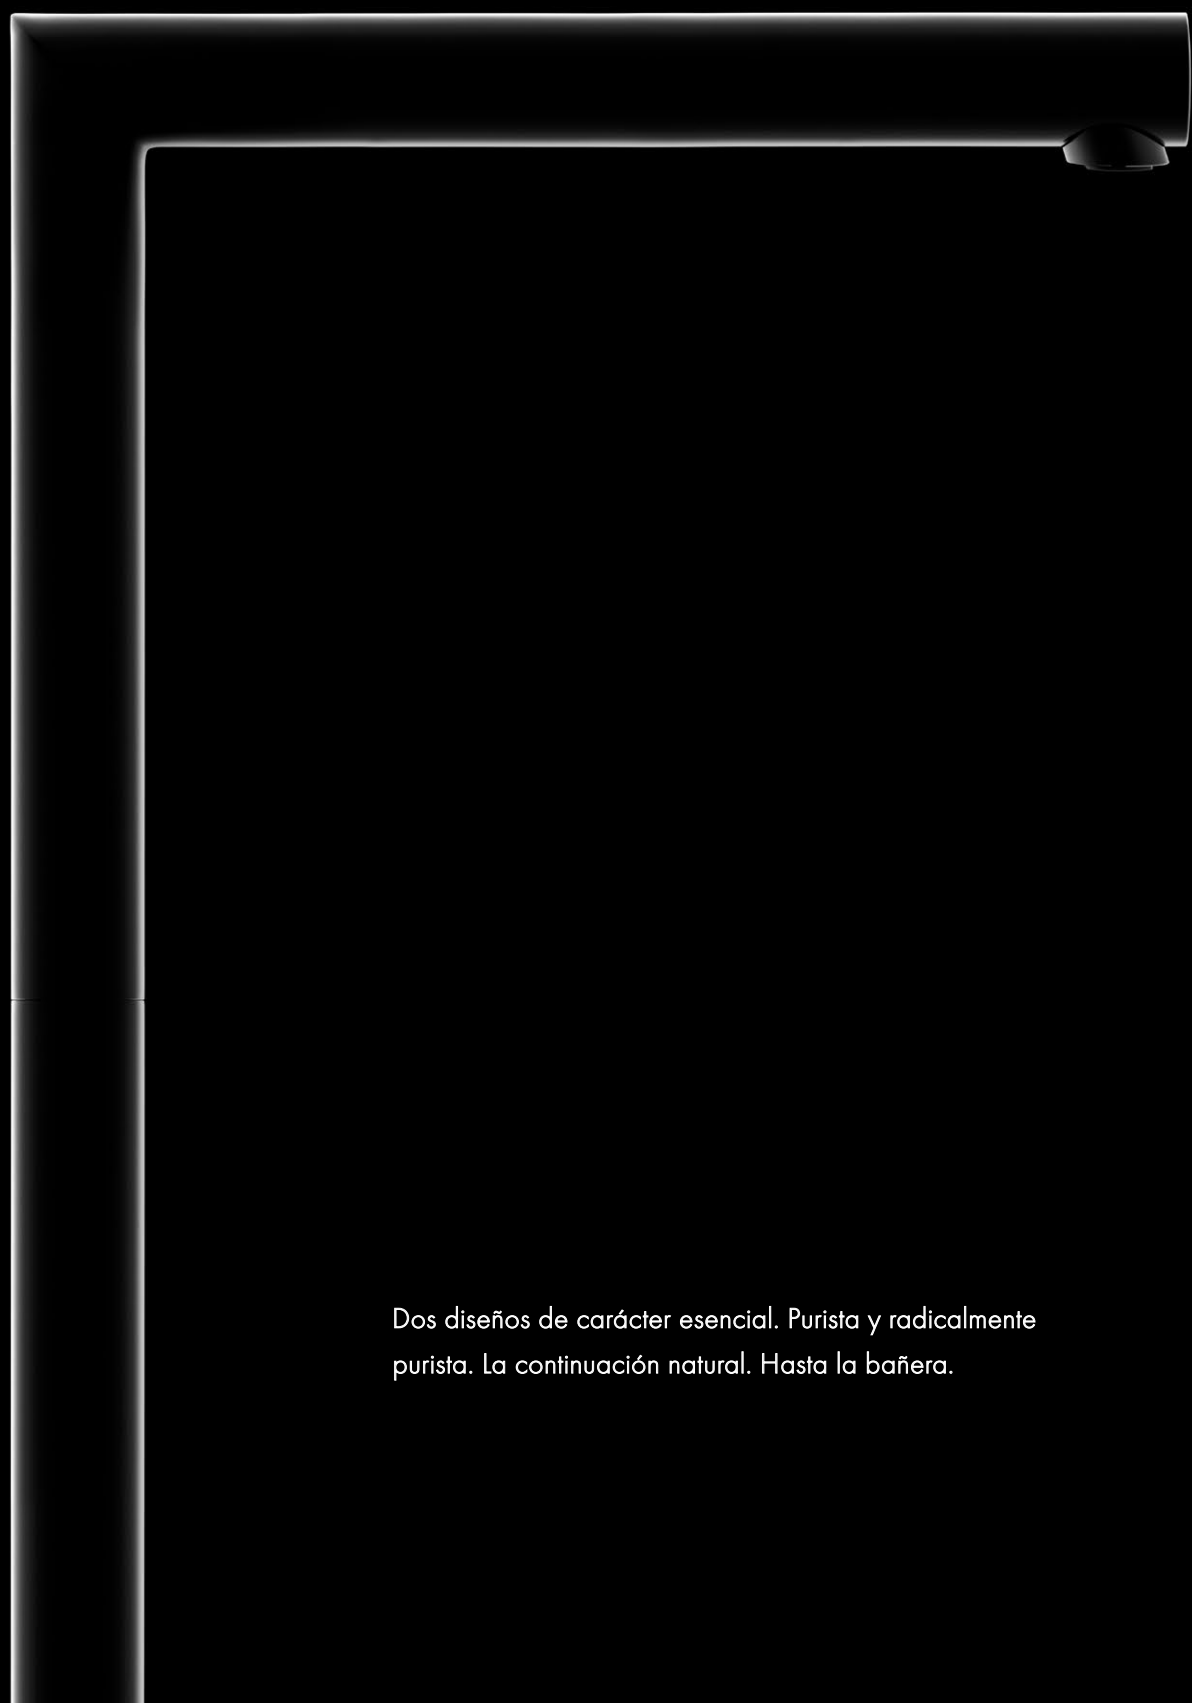 Dos diseños de carácter esencial. Purista y radicalmente
purista. La continuación natural. Hasta la bañera.